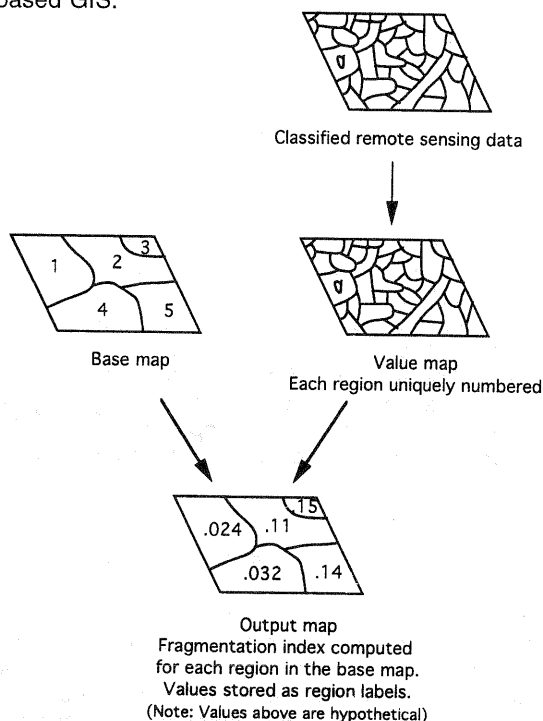 based GIS.
Classified remote sensing data
1
2
3
4
5
Base map
Value map
Each region uniquely numbered
.024
.11
.15
.032
.14
Output map
Fragmentation index computed
for each region in the base map.
Values stored as region labels.
(Note: Values above are hypothetical)